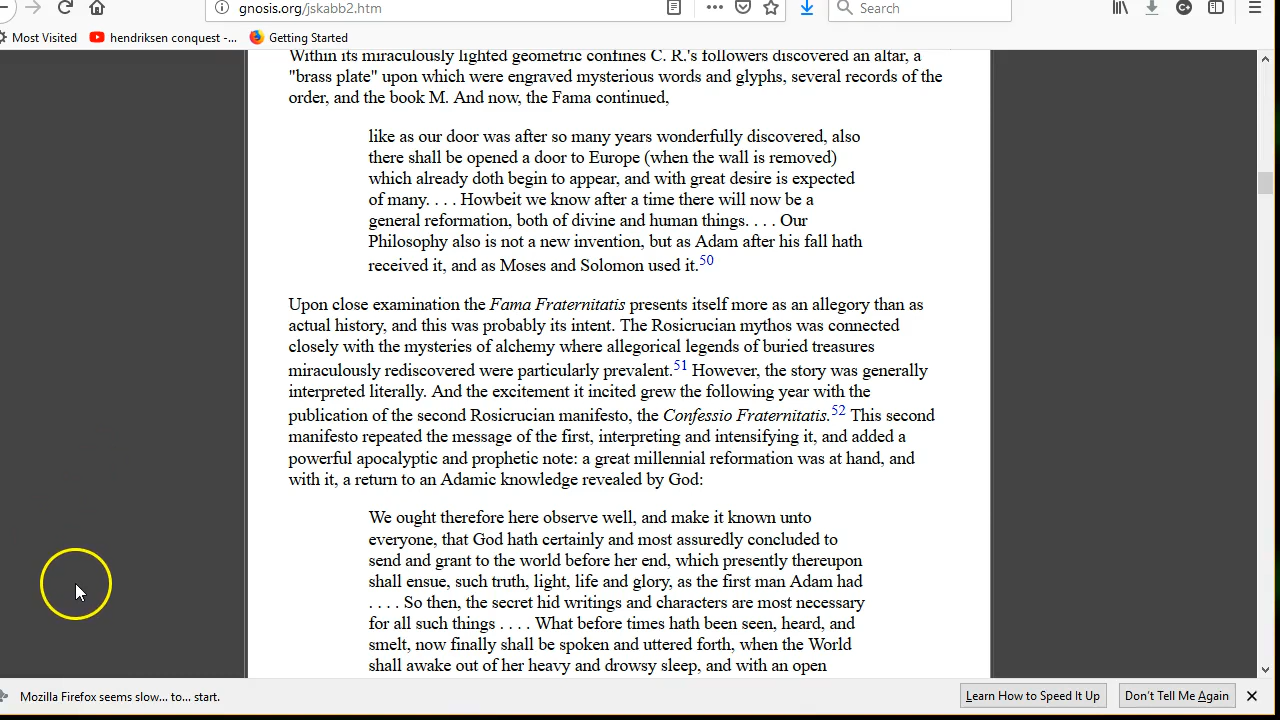 gnosis.org/jskabb2.htm
Search
Most Visited
hendriksen conquest -...
Getting Started
Within its miraculously lighted geometric confines C. R.'s followers discovered an altar, a
"brass plate" upon which were engraved mysterious words and glyphs, several records of the
order, and the book M. And now, the Fama continued,
like as our door was after so many years wonderfully discovered, also
there shall be opened a door to Europe (when the wall is removed)
which already doth begin to appear, and with great desire is expected
of many. . . . Howbeit we know after a time there will now be a
general reformation, both of divine and human things. . . . Our
Philosophy also is not a new invention, but as Adam after his fall hath
received it, and as Moses and Solomon used it.50
Upon close examination the Fama Fraternitatis presents itself more as an allegory than as
actual history, and this was probably its intent. The Rosicrucian mythos was connected
closely with the mysteries of alchemy where allegorical legends of buried treasures
miraculously rediscovered were particularly prevalent.51 However, the story was generally
interpreted literally. And the excitement it incited grew the following year with the
publication of the second Rosicrucian manifesto, the Confessio Fraternitatis.52 This second
manifesto repeated the message of the first, interpreting and intensifying it, and added a
powerful apocalyptic and prophetic note: a great millennial reformation was at hand, and
with it, a return to an Adamic knowledge revealed by God:
We ought therefore here observe well, and make it known unto
everyone, that God hath certainly and most assuredly concluded to
send and grant to the world before her end, which presently thereupon
shall ensue, such truth, light, life and glory, as the first man Adam had
. . . . So then, the secret hid writings and characters are most necessary
for all such things . . . . What before times hath been seen, heard, and
smelt, now finally shall be spoken and uttered forth, when the World
shall awake out of her heavy and drowsy sleep, and with an open
Mozilla Firefox seems slow... to... start.
Learn How to Speed It Up
Don't Tell Me Again